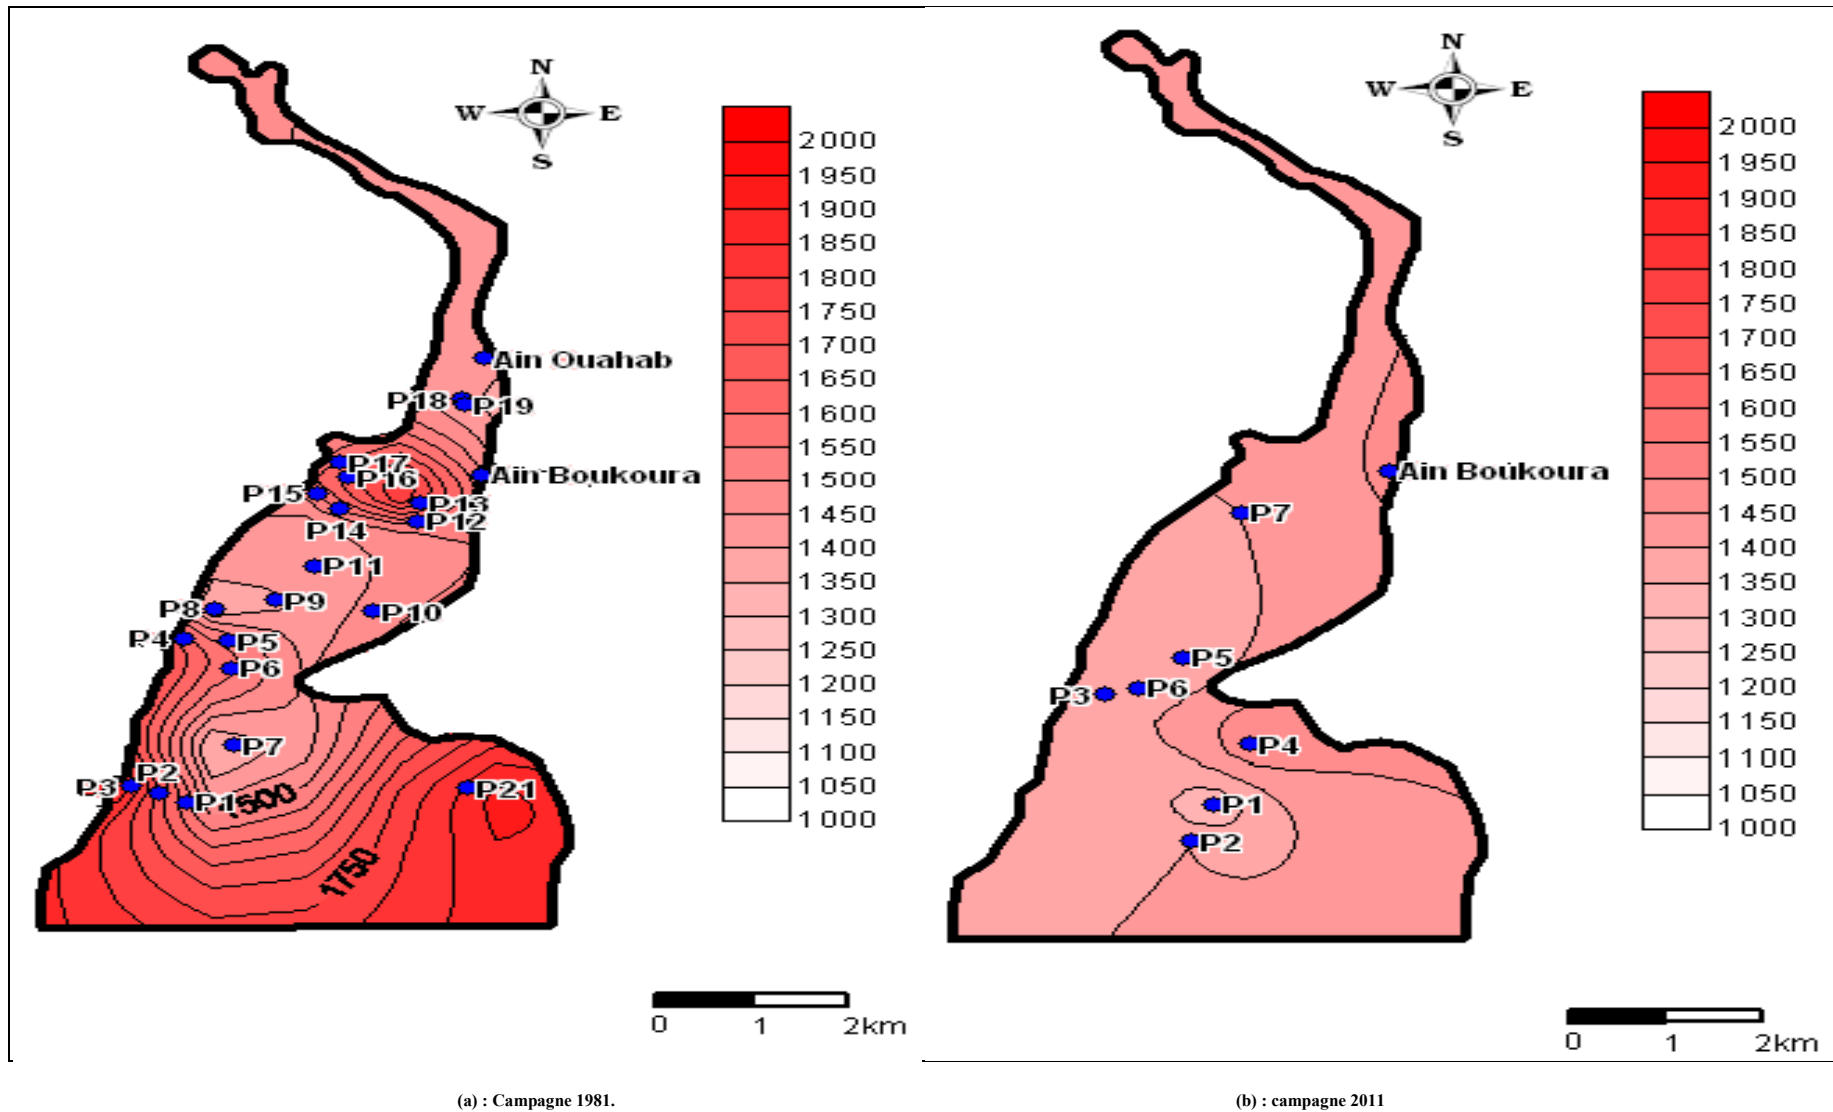 N
W E
S
2000
1950
1900
1850
1800
1750
1700
1650
1600
1550
1500
1450
1400
1350
1300
1250
1200
1150
1100
1050
1000
Ain Ouahab
P18
P19
P17
P16
Ain Boukoura
P15
P13
P12
P14
P11
P9
P8
P10
P4
P5
P6
P7
P2
P3
P1
1500
P21
1750
0 1 2km
(a) : Campagne 1981.
N
W E
S
2000
1950
1900
1850
1800
1750
1700
1650
1600
1550
1500
1450
1400
1350
1300
1250
1200
1150
1100
1050
1000
Ain Boukoura
P7
P5
P6
P3
P4
P1
P2
0 1 2km
(b) : campagne 2011